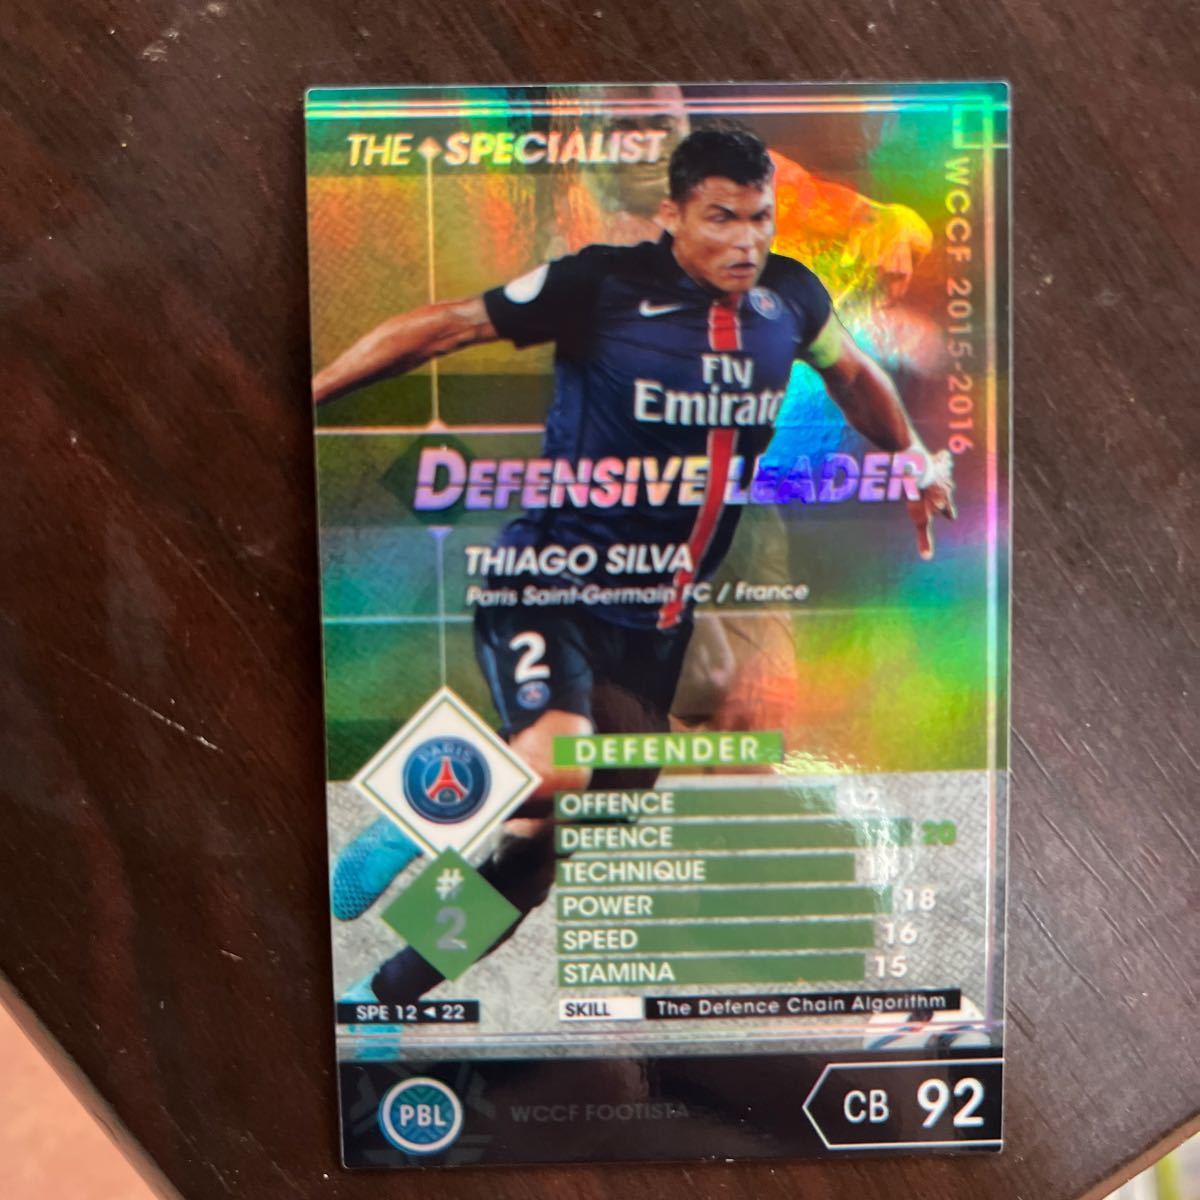 THE SPECIALIST
WCCF 2015-2016
Fly
Emirates
DEFENSIVE LEADER
THIAGO SILVA
Paris Saint-Germain FC / France
2
PARIS
DEFENDER
OFFENCE 12
DEFENCE 20
TECHNIQUE
POWER 18
SPEED 16
STAMINA 15
#
2
SPE 12 ◄ 22
SKILL The Defence Chain Algorithm
PBL
WCCF FOOTISTA
CB 92